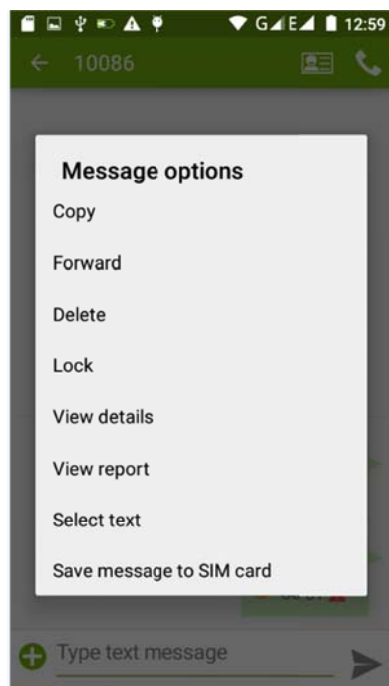 G E 12:59
10086
Message options
Copy
Forward
Delete
Lock
View details
View report
Select text
Save message to SIM card
Type text message